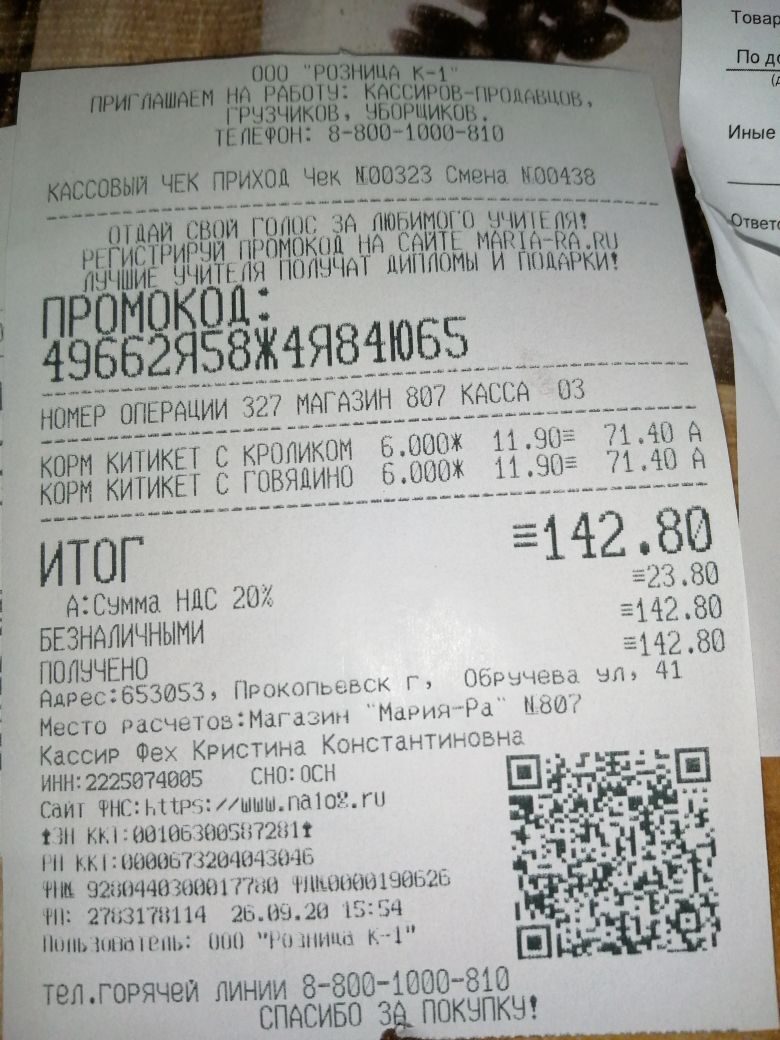 ООО "РОЗНИЦА К-1"
ПРИГЛАШАЕМ НА РАБОТУ: КАССИРОВ-ПРОДАВЦОВ,
ГРУЗЧИКОВ, УБОРЩИКОВ.
ТЕЛЕФОН: 8-800-1000-810
КАССОВЫЙ ЧЕК ПРИХОД Чек №00323 Смена №00438
ОТДАЙ СВОЙ ГОЛОС ЗА ЛЮБИМОГО УЧИТЕЛЯ!
РЕГИСТРИРУЙ ПРОМОКОД НА САЙТЕ MARIA-RA.RU
ЛУЧШИЕ УЧИТЕЛЯ ПОЛУЧАТ ДИПЛОМЫ И ПОДАРКИ!
ПРОМОКОД:
49662Я58Ж4Я84Ю65
НОМЕР ОПЕРАЦИИ 327 МАГАЗИН 807 КАССА 03
КОРМ КИТИКЕТ С КРОЛИКОМ 6.000Ж 11.90≡ 71.40 А
КОРМ КИТИКЕТ С ГОВЯДИНО 6.000Ж 11.90≡ 71.40 А
ИТОГ ≡142.80
А:Сумма НДС 20% ≡23.80
БЕЗНАЛИЧНЫМИ ≡142.80
ПОЛУЧЕНО ≡142.80
Адрес:653053, Прокопьевск г, Обручева ул, 41
Место расчетов:Магазин "Мария-Ра" №807
Кассир Фех Кристина Константиновна
ИНН:2225074005 СНО:ОСН
Сайт ФНС:https://www.nalog.ru
ЗН ККТ:00106300587281
РН ККТ:0000673204043046
ФН№ 9280440300017780 ФД№0000190626
ФП: 2783178114 26.09.20 15:54
Пользователь: ООО "Розница К-1"
тел.ГОРЯЧЕЙ ЛИНИИ 8-800-1000-810
СПАСИБО ЗА ПОКУПКУ!
Товар
По до
Иные